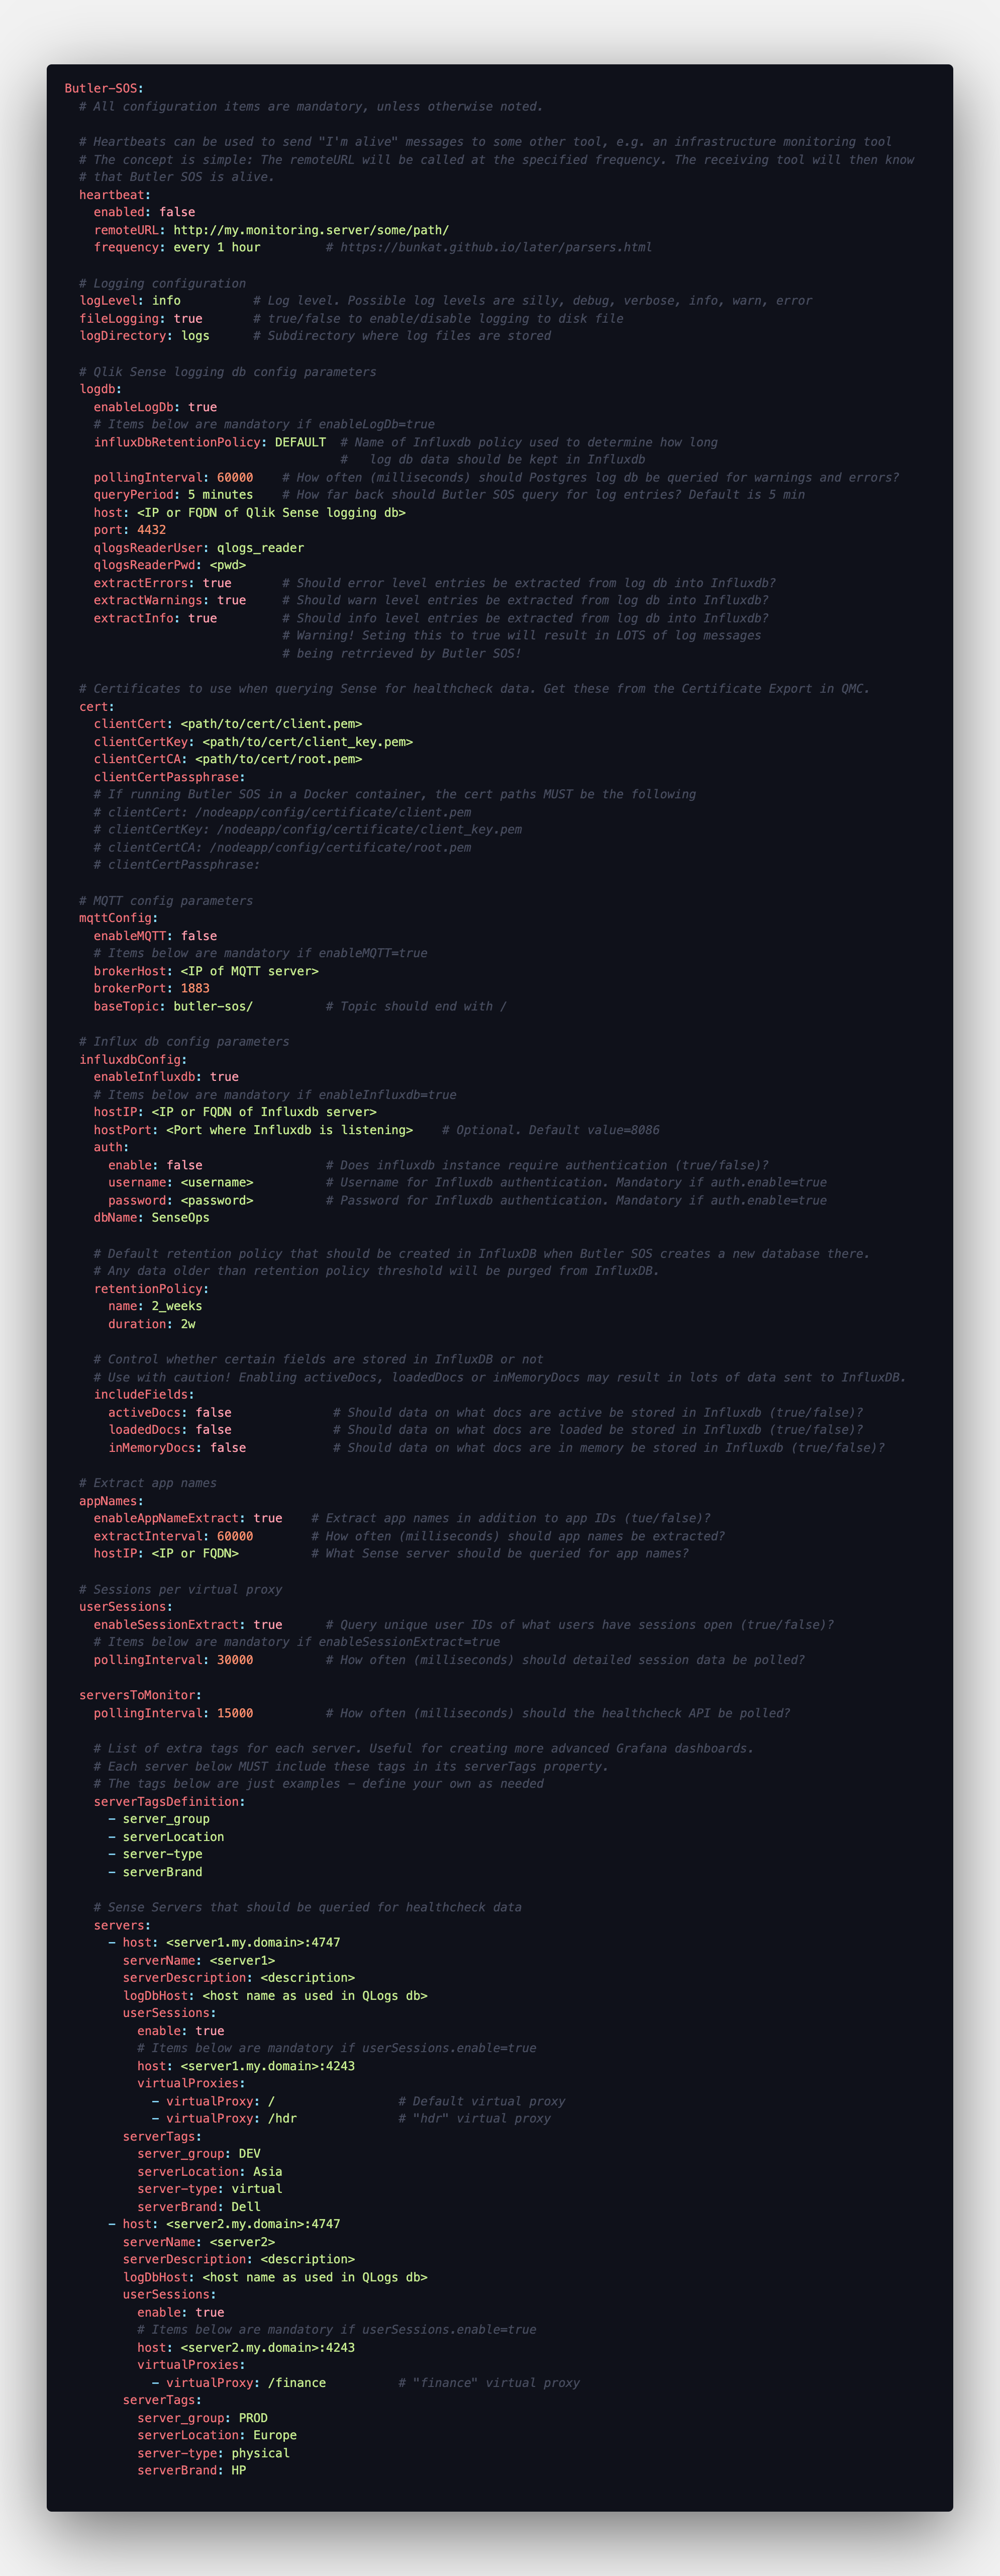 Butler-SOS:
  # All configuration items are mandatory, unless otherwise noted.

  # Heartbeats can be used to send "I'm alive" messages to some other tool, e.g. an infrastructure monitoring tool
  # The concept is simple: The remoteURL will be called at the specified frequency. The receiving tool will then know
  # that Butler SOS is alive.
  heartbeat:
    enabled: false
    remoteURL: http://my.monitoring.server/some/path/
    frequency: every 1 hour         # https://bunkat.github.io/later/parsers.html

  # Logging configuration
  logLevel: info          # Log level. Possible log levels are silly, debug, verbose, info, warn, error
  fileLogging: true       # true/false to enable/disable logging to disk file
  logDirectory: logs      # Subdirectory where log files are stored

  # Qlik Sense logging db config parameters
  logdb:
    enableLogDb: true
    # Items below are mandatory if enableLogDb=true
    influxDbRetentionPolicy: DEFAULT  # Name of Influxdb policy used to determine how long
                                      #   log db data should be kept in Influxdb
    pollingInterval: 60000    # How often (milliseconds) should Postgres log db be queried for warnings and errors?
    queryPeriod: 5 minutes    # How far back should Butler SOS query for log entries? Default is 5 min
    host: <IP or FQDN of Qlik Sense logging db>
    port: 4432
    qlogsReaderUser: qlogs_reader
    qlogsReaderPwd: <pwd>
    extractErrors: true       # Should error level entries be extracted from log db into Influxdb?
    extractWarnings: true     # Should warn level entries be extracted from log db into Influxdb?
    extractInfo: true         # Should info level entries be extracted from log db into Influxdb?
                              # Warning! Seting this to true will result in LOTS of log messages
                              # being retrrieved by Butler SOS!

  # Certificates to use when querying Sense for healthcheck data. Get these from the Certificate Export in QMC.
  cert:
    clientCert: <path/to/cert/client.pem>
    clientCertKey: <path/to/cert/client_key.pem>
    clientCertCA: <path/to/cert/root.pem>
    clientCertPassphrase:
    # If running Butler SOS in a Docker container, the cert paths MUST be the following
    # clientCert: /nodeapp/config/certificate/client.pem
    # clientCertKey: /nodeapp/config/certificate/client_key.pem
    # clientCertCA: /nodeapp/config/certificate/root.pem
    # clientCertPassphrase:

  # MQTT config parameters
  mqttConfig:
    enableMQTT: false
    # Items below are mandatory if enableMQTT=true
    brokerHost: <IP of MQTT server>
    brokerPort: 1883
    baseTopic: butler-sos/          # Topic should end with /

  # Influx db config parameters
  influxdbConfig:
    enableInfluxdb: true
    # Items below are mandatory if enableInfluxdb=true
    hostIP: <IP or FQDN of Influxdb server>
    hostPort: <Port where Influxdb is listening>    # Optional. Default value=8086
    auth:
      enable: false                 # Does influxdb instance require authentication (true/false)?
      username: <username>          # Username for Influxdb authentication. Mandatory if auth.enable=true
      password: <password>          # Password for Influxdb authentication. Mandatory if auth.enable=true
    dbName: SenseOps

    # Default retention policy that should be created in InfluxDB when Butler SOS creates a new database there.
    # Any data older than retention policy threshold will be purged from InfluxDB.
    retentionPolicy:
      name: 2_weeks
      duration: 2w

    # Control whether certain fields are stored in InfluxDB or not
    # Use with caution! Enabling activeDocs, loadedDocs or inMemoryDocs may result in lots of data sent to InfluxDB.
    includeFields:
      activeDocs: false              # Should data on what docs are active be stored in Influxdb (true/false)?
      loadedDocs: false              # Should data on what docs are loaded be stored in Influxdb (true/false)?
      inMemoryDocs: false            # Should data on what docs are in memory be stored in Influxdb (true/false)?

  # Extract app names
  appNames:
    enableAppNameExtract: true    # Extract app names in addition to app IDs (tue/false)?
    extractInterval: 60000        # How often (milliseconds) should app names be extracted?
    hostIP: <IP or FQDN>          # What Sense server should be queried for app names?

  # Sessions per virtual proxy
  userSessions:
    enableSessionExtract: true      # Query unique user IDs of what users have sessions open (true/false)?
    # Items below are mandatory if enableSessionExtract=true
    pollingInterval: 30000          # How often (milliseconds) should detailed session data be polled?

  serversToMonitor:
    pollingInterval: 15000          # How often (milliseconds) should the healthcheck API be polled?

    # List of extra tags for each server. Useful for creating more advanced Grafana dashboards.
    # Each server below MUST include these tags in its serverTags property.
    # The tags below are just examples - define your own as needed
    serverTagsDefinition:
      - server_group
      - serverLocation
      - server-type
      - serverBrand

    # Sense Servers that should be queried for healthcheck data
    servers:
      - host: <server1.my.domain>:4747
        serverName: <server1>
        serverDescription: <description>
        logDbHost: <host name as used in QLogs db>
        userSessions:
          enable: true
          # Items below are mandatory if userSessions.enable=true
          host: <server1.my.domain>:4243
          virtualProxies:
            - virtualProxy: /                 # Default virtual proxy
            - virtualProxy: /hdr              # "hdr" virtual proxy
        serverTags:
          server_group: DEV
          serverLocation: Asia
          server-type: virtual
          serverBrand: Dell
      - host: <server2.my.domain>:4747
        serverName: <server2>
        serverDescription: <description>
        logDbHost: <host name as used in QLogs db>
        userSessions:
          enable: true
          # Items below are mandatory if userSessions.enable=true
          host: <server2.my.domain>:4243
          virtualProxies:
            - virtualProxy: /finance          # "finance" virtual proxy
        serverTags:
          server_group: PROD
          serverLocation: Europe
          server-type: physical
          serverBrand: HP